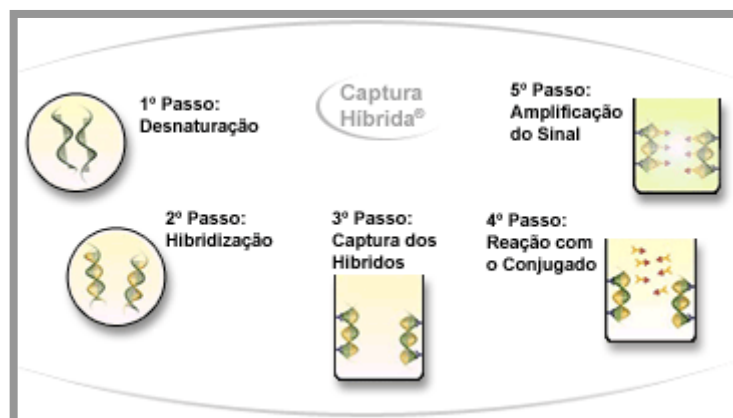 1º Passo:
Desnaturação
Captura
Híbrida®
5º Passo:
Amplificação
do Sinal
2º Passo:
Hibridização
3º Passo:
Captura dos
Híbridos
4º Passo:
Reação com
o Conjugado